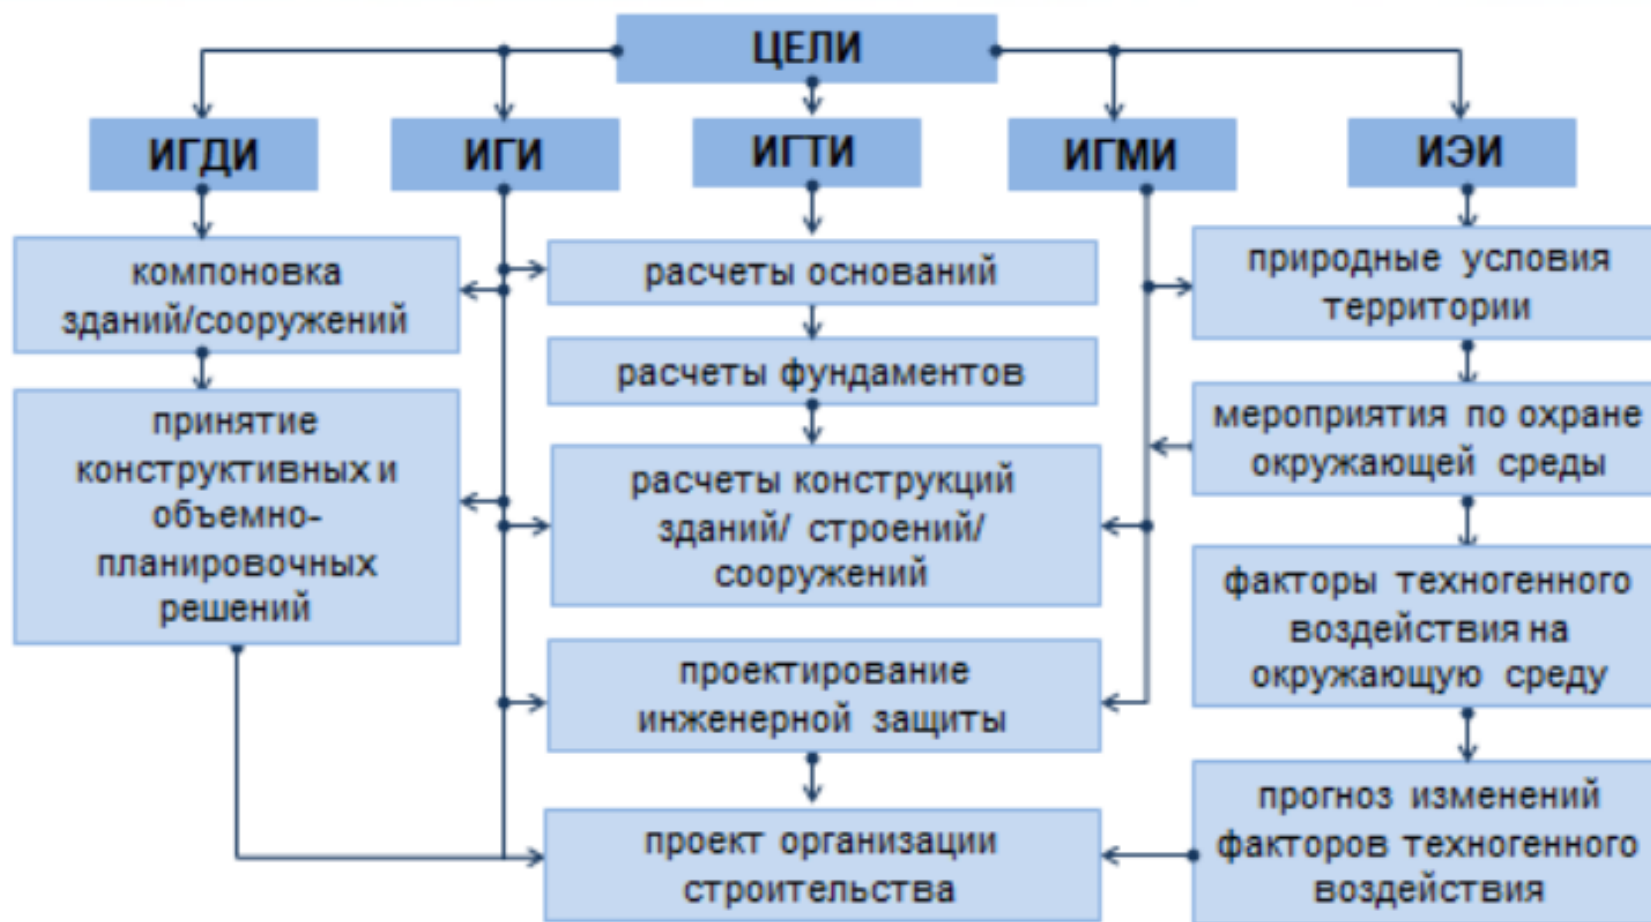 ЦЕЛИ
ИГДИ
ИГИ
ИГТИ
ИГМИ
ИЭИ
компоновка
зданий/сооружений
принятие
конструктивных и
объемно-
планировочных
решений
расчеты оснований
расчеты фундаментов
расчеты конструкций
зданий/ строений/
сооружений
проектирование
инженерной защиты
проект организации
строительства
природные условия
территории
мероприятия по охране
окружающей среды
факторы техногенного
воздействия на
окружающую среду
прогноз изменений
факторов техногенного
воздействия